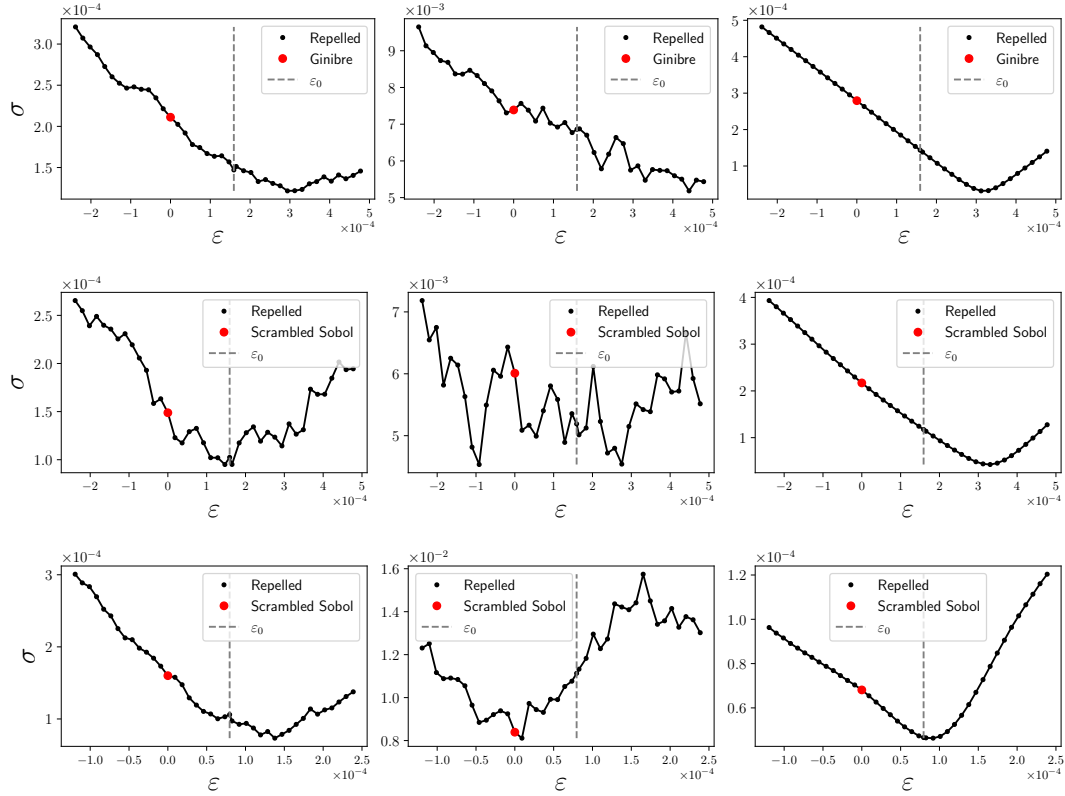 ×10⁻⁴ ×10⁻³ ×10⁻⁴
Repelled Repelled Repelled
Ginibre Ginibre Ginibre
ε₀ ε₀ ε₀
σ
3.0 2.5 2.0 1.5
9 8 7 6 5
5 4 3 2 1
−2 −1 0 1 2 3 4 5 −2 −1 0 1 2 3 4 5 −2 −1 0 1 2 3 4 5
ε ×10⁻⁴ ε ×10⁻⁴ ε ×10⁻⁴
×10⁻⁴ ×10⁻³ ×10⁻⁴
Repelled Repelled Repelled
Scrambled Sobol Scrambled Sobol Scrambled Sobol
ε₀ ε₀ ε₀
σ
2.5 2.0 1.5 1.0
7 6 5
4 3 2 1
−2 −1 0 1 2 3 4 5 −2 −1 0 1 2 3 4 5 −2 −1 0 1 2 3 4 5
ε ×10⁻⁴ ε ×10⁻⁴ ε ×10⁻⁴
×10⁻⁴ ×10⁻² ×10⁻⁴
Repelled Repelled Repelled
Scrambled Sobol Scrambled Sobol Scrambled Sobol
ε₀ ε₀ ε₀
σ
3 2 1
1.6 1.4 1.2 1.0 0.8
1.2 1.0 0.8 0.6
−1.0 −0.5 0.0 0.5 1.0 1.5 2.0 2.5 −1.0 −0.5 0.0 0.5 1.0 1.5 2.0 2.5 −1.0 −0.5 0.0 0.5 1.0 1.5 2.0 2.5
ε ×10⁻⁴ ε ×10⁻⁴ ε ×10⁻⁴